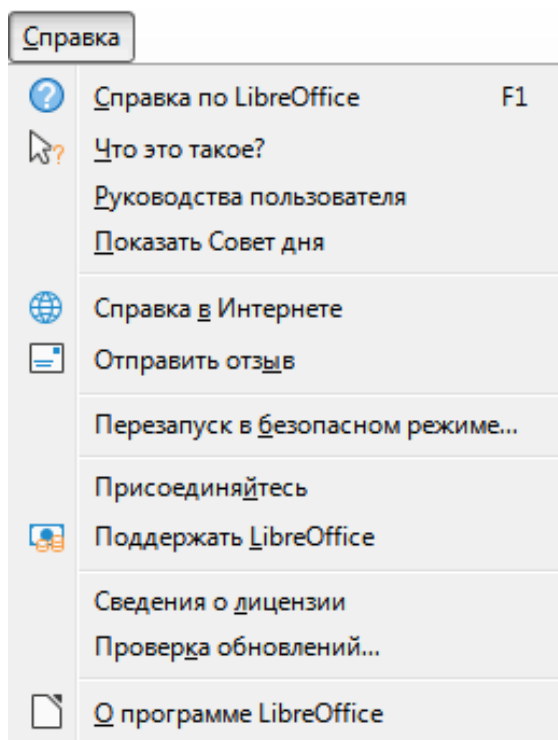 Справка
Справка по LibreOffice F1
Что это такое?
Руководства пользователя
Показать Совет дня
Справка в Интернете
Отправить отзыв
Перезапуск в безопасном режиме...
Присоединяйтесь
Поддержать LibreOffice
Сведения о лицензии
Проверка обновлений...
О программе LibreOffice